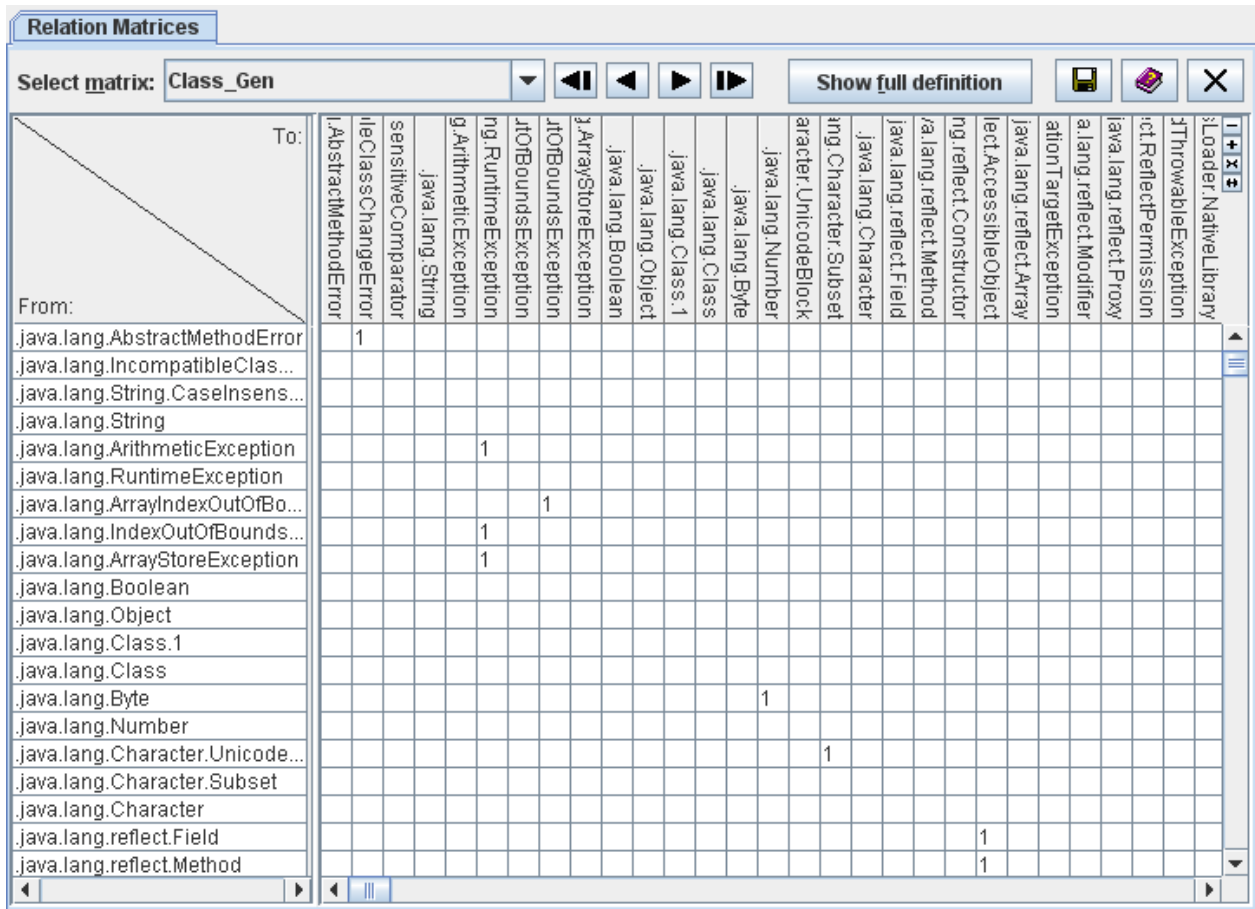 Relation Matrices
Select matrix: Class_Gen
Show full definition
To:
From:
.AbstractMethodError
leClassChangeError
sensitiveComparator
.java.lang.String
g.ArithmeticException
ng.RuntimeException
utOfBoundsException
utOfBoundsException
g.ArrayStoreException
.java.lang.Boolean
.java.lang.Object
.java.lang.Class.1
.java.lang.Class
.java.lang.Byte
.java.lang.Number
aracter.UnicodeBlock
ang.Character.Subset
.java.lang.Character
java.lang.reflect.Field
/a.lang.reflect.Method
ng.reflect.Constructor
lect.AccessibleObject
java.lang.reflect.Array
ationTargetException
a.lang.reflect.Modifier
java.lang.reflect.Proxy
ect.ReflectPermission
dThrowableException
sLoader.NativeLibrary
.java.lang.AbstractMethodError 1
.java.lang.IncompatibleClas...
.java.lang.String.CaseInsens...
.java.lang.String
.java.lang.ArithmeticException 1
.java.lang.RuntimeException
.java.lang.ArrayIndexOutOfBo... 1
.java.lang.IndexOutOfBounds... 1
.java.lang.ArrayStoreException 1
.java.lang.Boolean
.java.lang.Object
.java.lang.Class.1
.java.lang.Class
.java.lang.Byte 1
.java.lang.Number
.java.lang.Character.Unicode... 1
.java.lang.Character.Subset
.java.lang.Character
.java.lang.reflect.Field 1
.java.lang.reflect.Method 1